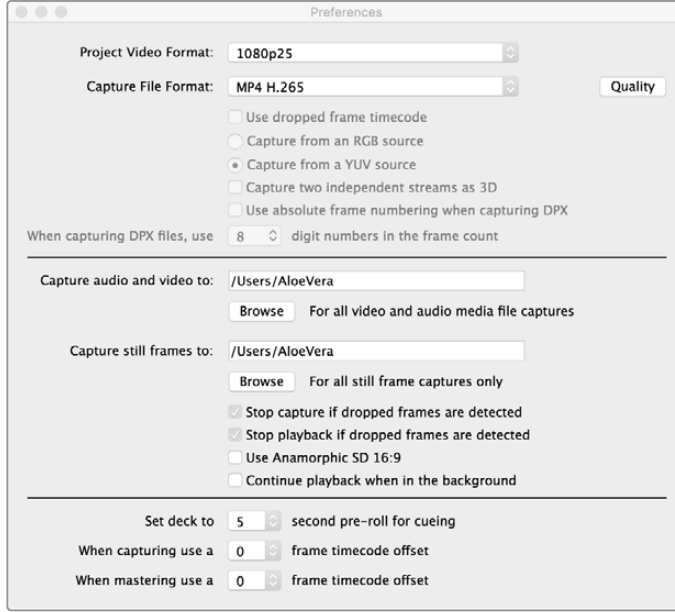 Preferences
Project Video Format: 1080p25
Capture File Format: MP4 H.265 Quality
Use dropped frame timecode
Capture from an RGB source
Capture from a YUV source
Capture two independent streams as 3D
Use absolute frame numbering when capturing DPX
When capturing DPX files, use 8 digit numbers in the frame count
Capture audio and video to: /Users/AloeVera
Browse For all video and audio media file captures
Capture still frames to: /Users/AloeVera
Browse For all still frame captures only
Stop capture if dropped frames are detected
Stop playback if dropped frames are detected
Use Anamorphic SD 16:9
Continue playback when in the background
Set deck to 5 second pre-roll for cueing
When capturing use a 0 frame timecode offset
When mastering use a 0 frame timecode offset